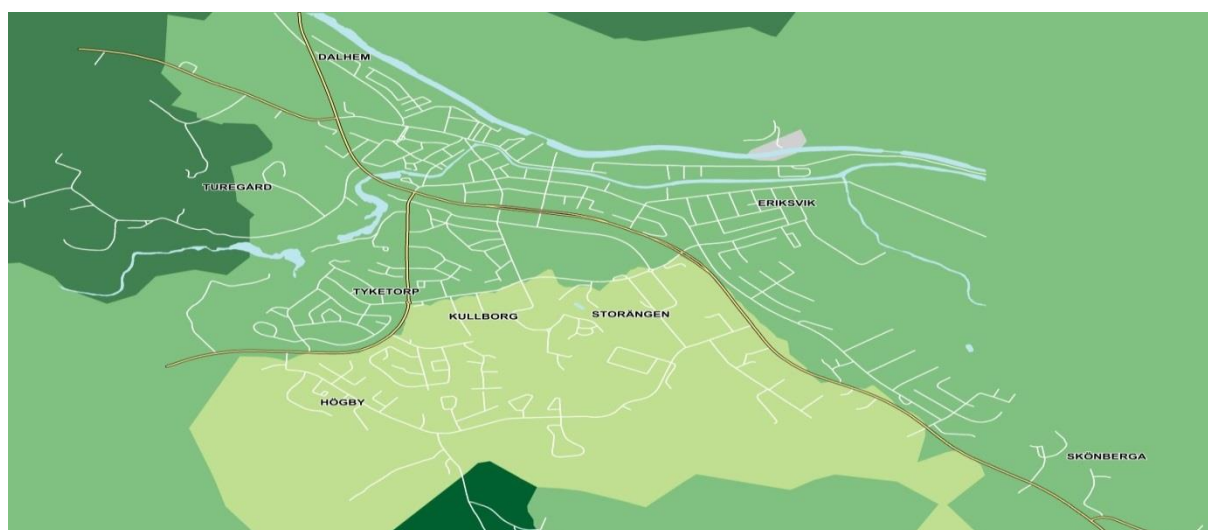 DALHEM
TUREGÅRD
ERIKSVIK
TYKETORP
KULLBORG
STORÄNGEN
HÖGBY
SKÖNBERGA